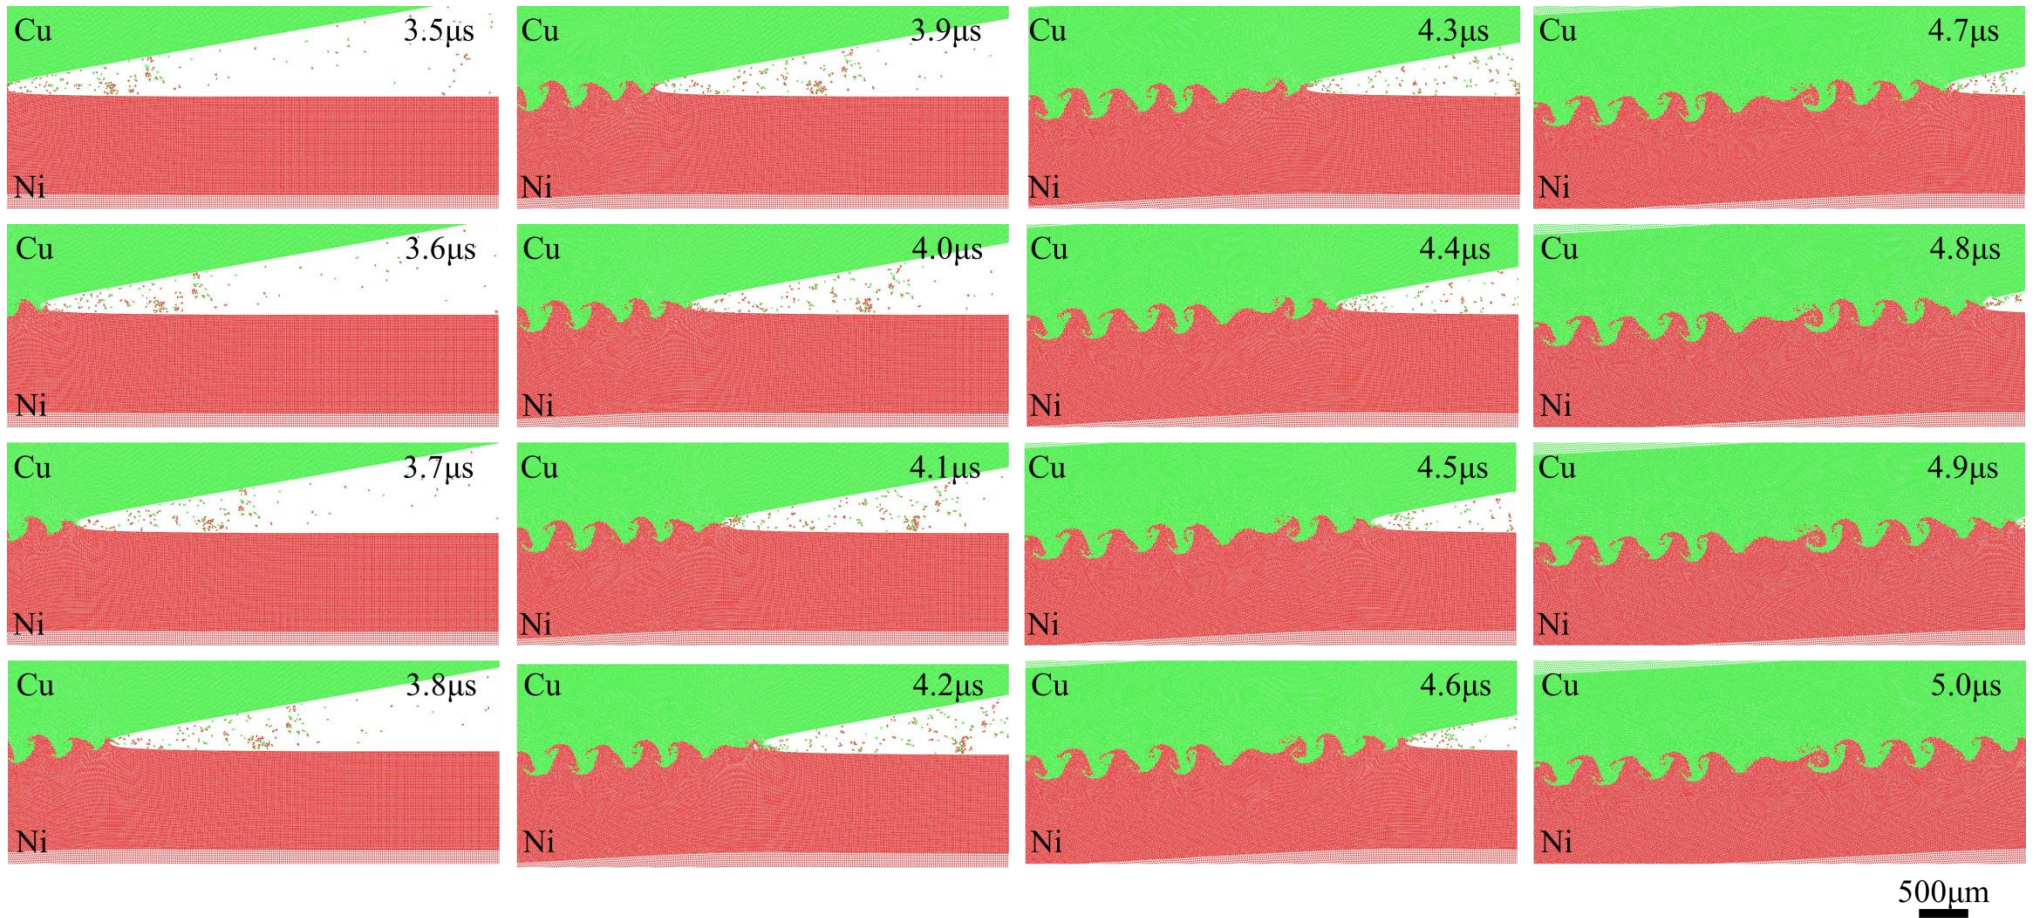 Cu 3.5μs
Ni
Cu 3.9μs
Ni
Cu 4.3μs
Ni
Cu 4.7μs
Ni
Cu 3.6μs
Ni
Cu 4.0μs
Ni
Cu 4.4μs
Ni
Cu 4.8μs
Ni
Cu 3.7μs
Ni
Cu 4.1μs
Ni
Cu 4.5μs
Ni
Cu 4.9μs
Ni
Cu 3.8μs
Ni
Cu 4.2μs
Ni
Cu 4.6μs
Ni
Cu 5.0μs
Ni
500μm